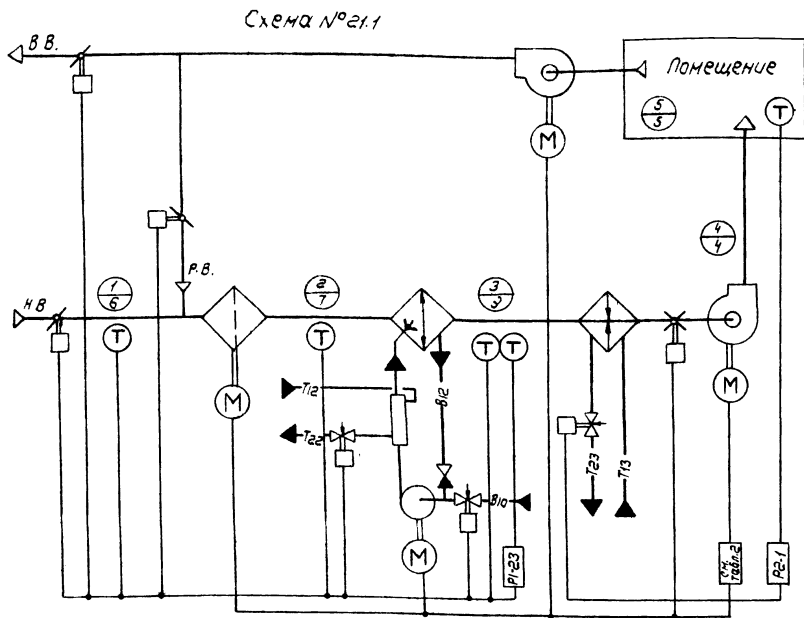 Схема №21.1
В.В.
Помещение
5
5
Т
М
4
4
Р.В.
Н.В
1
6
2
7
3
9
Т
Т
Т
Т
М
Т12
Т22
В12
В10
М
Т23
Т13
М
Р1-23
см.
табл.2
Р2-1